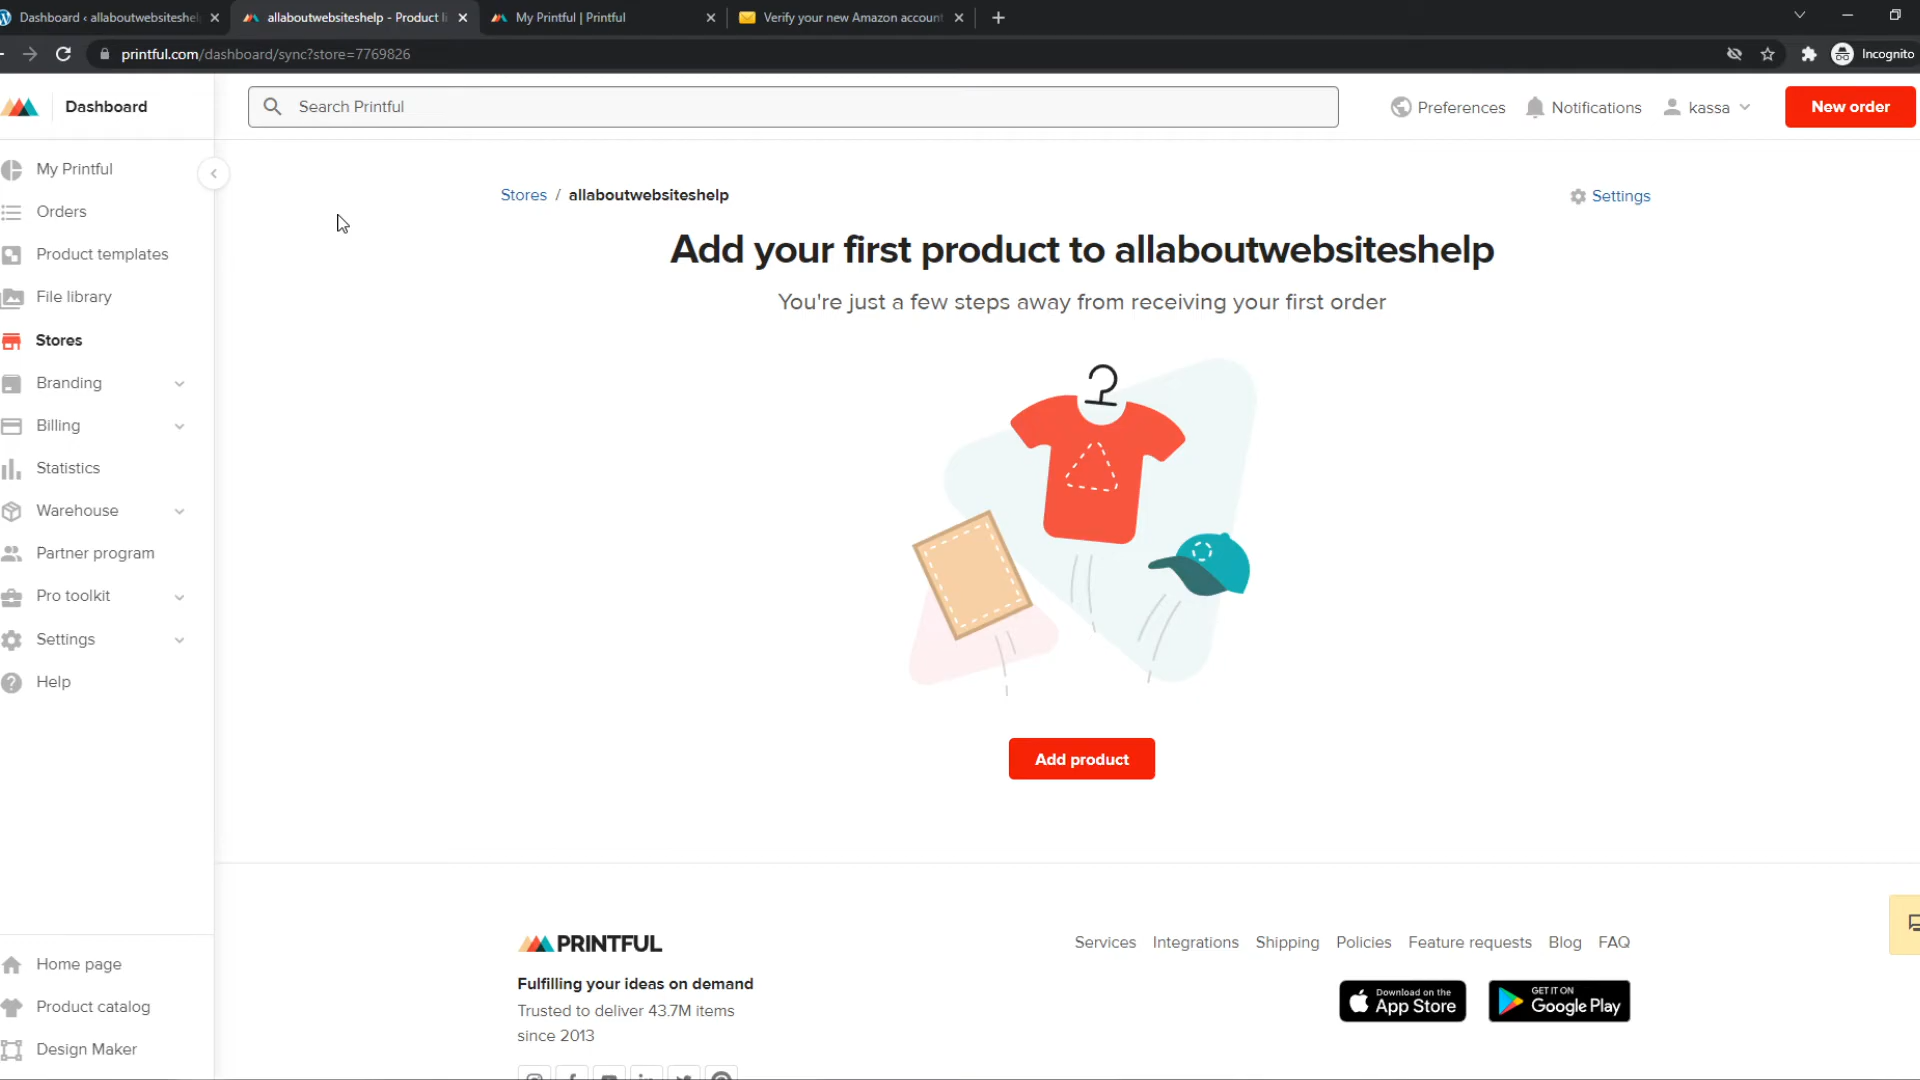 Dashboard ‹ allaboutwebsiteshel
allaboutwebsiteshelp - Product li
My Printful | Printful
Verify your new Amazon account
printful.com/dashboard/sync?store=7769826
Incognito
Dashboard
Search Printful
Preferences
Notifications
kassa
New order
My Printful
Orders
Product templates
File library
Stores
Branding
Billing
Statistics
Warehouse
Partner program
Pro toolkit
Settings
Help
Home page
Product catalog
Design Maker
Stores / allaboutwebsiteshelp
Settings
Add your first product to allaboutwebsiteshelp
You're just a few steps away from receiving your first order
Add product
PRINTFUL
Fulfilling your ideas on demand
Trusted to deliver 43.7M items
since 2013
Services Integrations Shipping Policies Feature requests Blog FAQ
Download on the
App Store
GET IT ON
Google Play